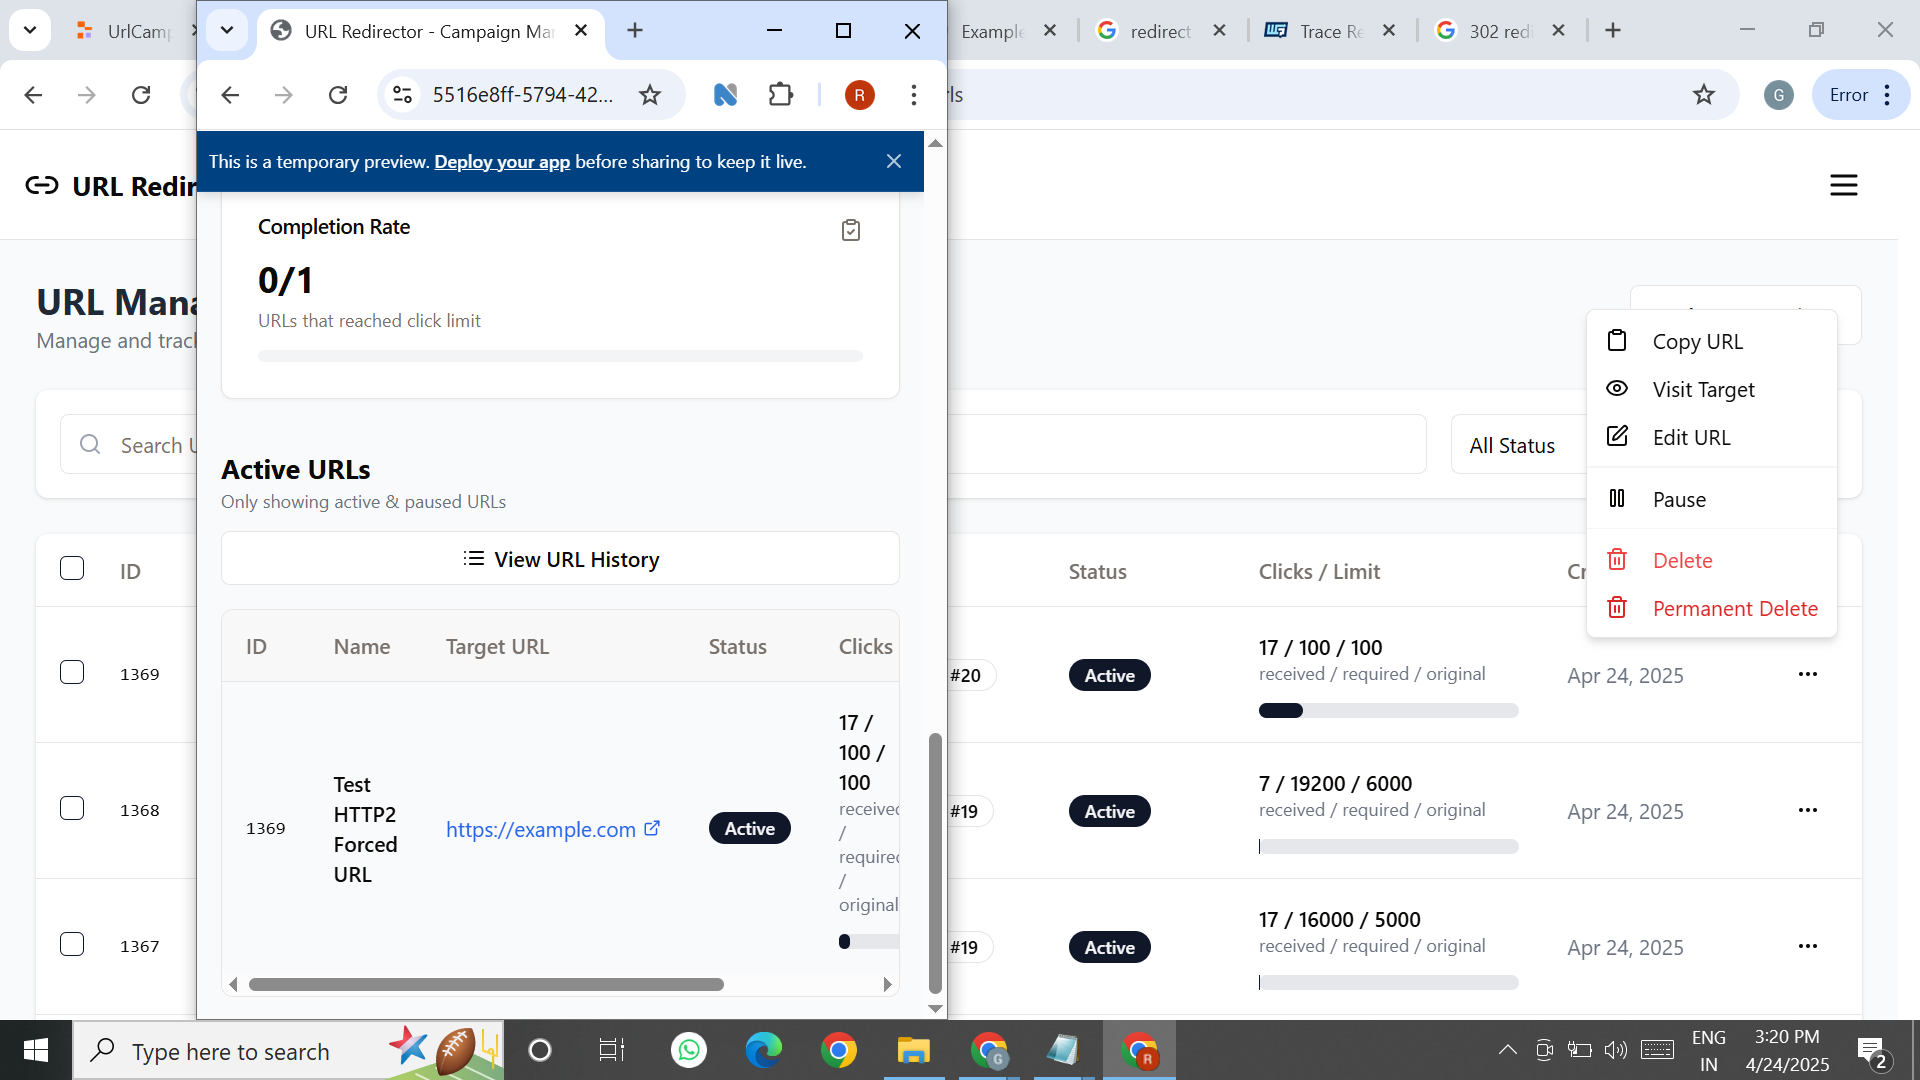 UrlCam
URL Redirector - Campaign Ma
Example
redirect
Trace Re
302 redi
5516e8ff-5794-42...
R
rls
G
Error
This is a temporary preview. Deploy your app before sharing to keep it live.
URL Redir
URL Mana
Manage and track
Search U
All Status
Copy URL
Visit Target
Edit URL
Pause
Delete
Permanent Delete
Completion Rate
0/1
URLs that reached click limit
Active URLs
Only showing active & paused URLs
View URL History
ID Name Target URL Status Clicks
1369
Test
HTTP2
Forced
URL
https://example.com
Active
17 /
100 /
100
received
/
required
/
original
ID Status Clicks / Limit Cr
1369 #20 Active 17 / 100 / 100
received / required / original
Apr 24, 2025
1368 #19 Active 7 / 19200 / 6000
received / required / original
Apr 24, 2025
1367 #19 Active 17 / 16000 / 5000
received / required / original
Apr 24, 2025
Type here to search
G
R
ENG
IN
3:20 PM
4/24/2025
2